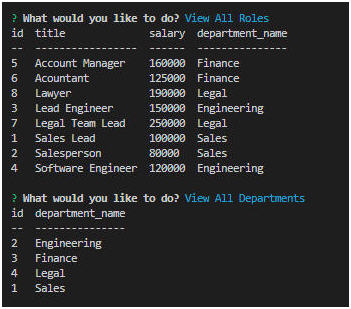 ? What would you like to do? View All Roles
id  title              salary  department_name
--  -----------------  ------  ---------------
5   Account Manager    160000  Finance
6   Acountant          125000  Finance
8   Lawyer             190000  Legal
3   Lead Engineer      150000  Engineering
7   Legal Team Lead    250000  Legal
1   Sales Lead         100000  Sales
2   Salesperson        80000   Sales
4   Software Engineer  120000  Engineering
? What would you like to do? View All Departments
id  department_name
--  ---------------
2   Engineering
3   Finance
4   Legal
1   Sales